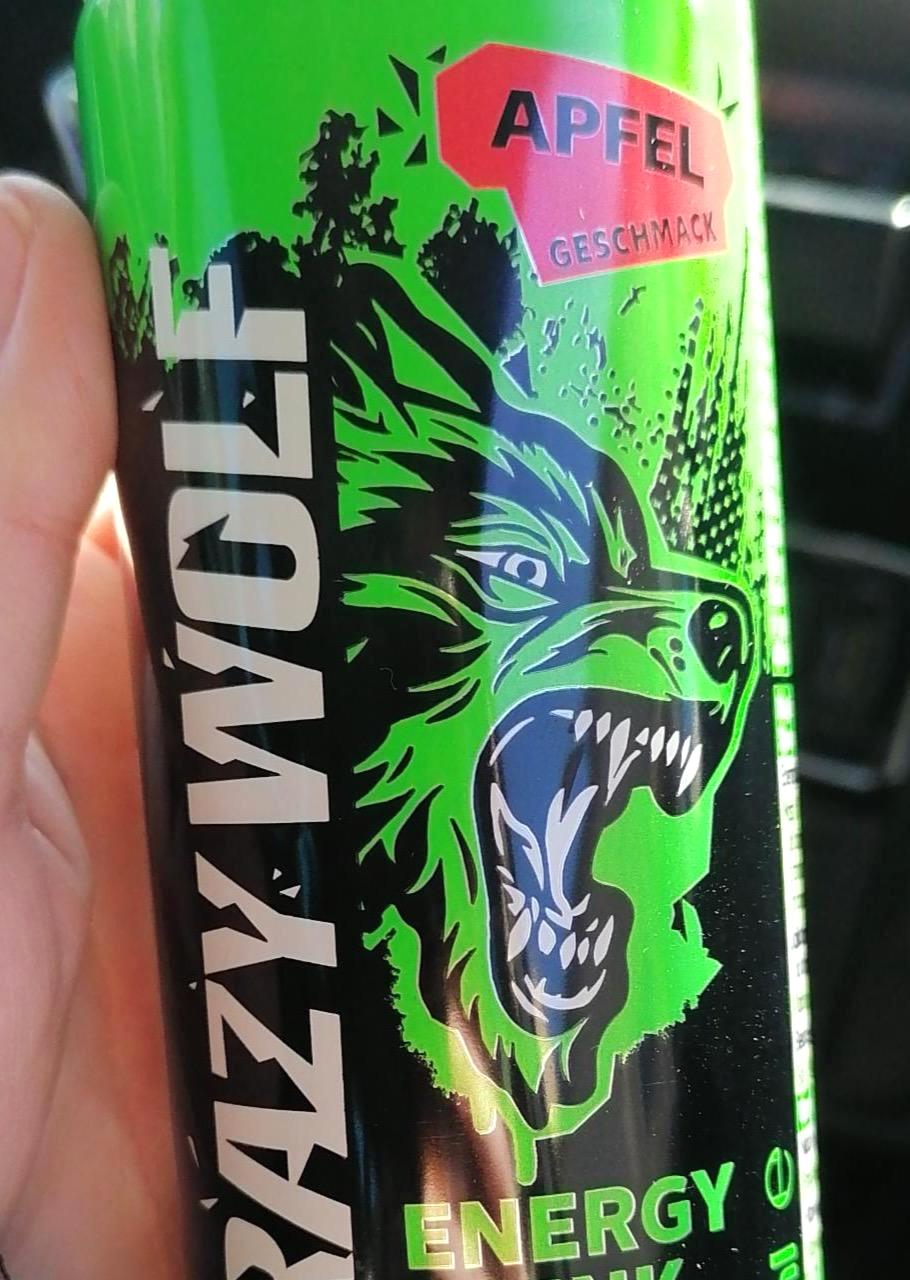 APFEL
GESCHMACK
RAZY WOLF
ENERGY
e